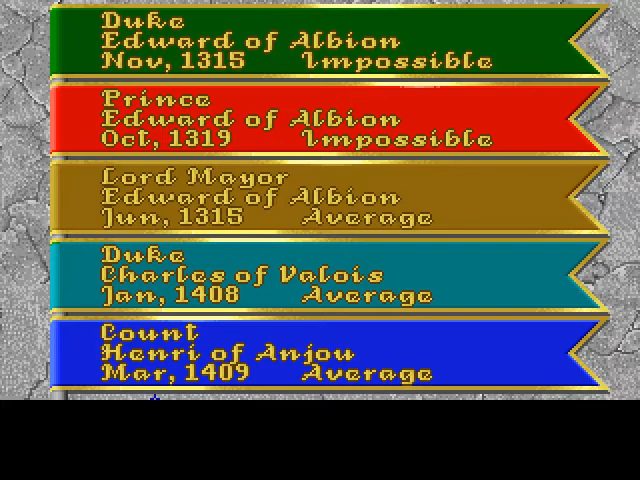 Duke
Edward of Albion
Nov, 1315 Impossible
Prince
Edward of Albion
Oct, 1319 Impossible
Lord Mayor
Edward of Albion
Jun, 1315 Average
Duke
Charles of Valois
Jan, 1408 Average
Count
Henri of Anjou
Mar, 1409 Average